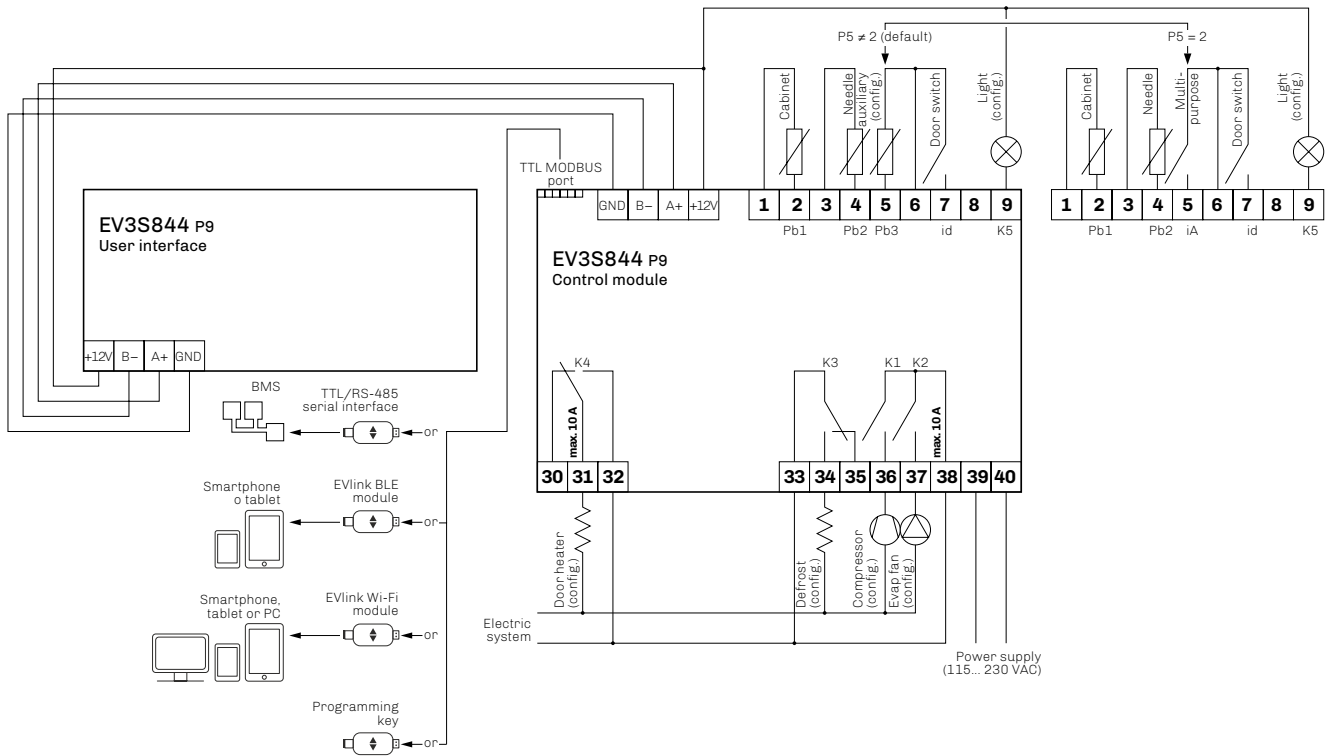 P5 ≠ 2 (default)
P5 = 2
Cabinet
Needle
auxiliary
(config.)
Door switch
Light
(config.)
Cabinet
Needle
Multi-
purpose
Door switch
Light
(config.)
TTL MODBUS
port
GND B− A+ +12V
1 2 3 4 5 6 7 8 9
Pb1 Pb2 Pb3 id K5
1 2 3 4 5 6 7 8 9
Pb1 Pb2 iA id K5
EV3S844 P9
User interface
+12V B− A+ GND
EV3S844 P9
Control module
K4
max. 10 A
K3 K1 K2
max. 10 A
30 31 32
33 34 35 36 37 38 39 40
BMS
TTL/RS-485
serial interface
or
Smartphone
o tablet
EVlink BLE
module
or
Smartphone,
tablet or PC
EVlink Wi-Fi
module
or
Programming
key
or
Door heater
(config.)
Defrost
(config.)
Compressor
(config.)
Evap fan
(config.)
Electric
system
Power supply
(115... 230 VAC)